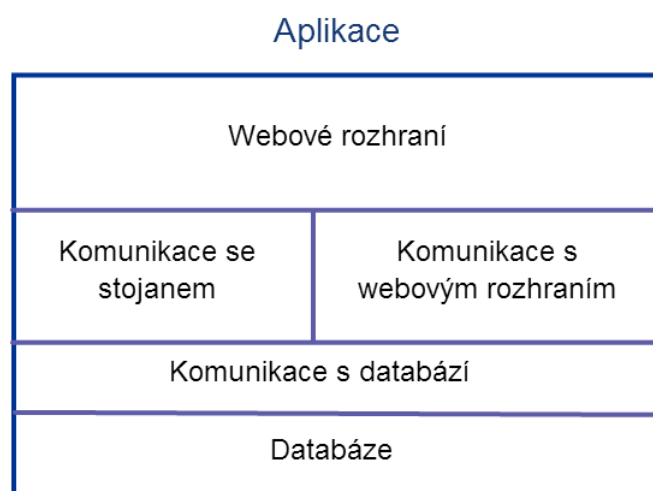 Aplikace
Webové rozhraní
Komunikace se
stojanem
Komunikace s
webovým rozhraním
Komunikace s databází
Databáze